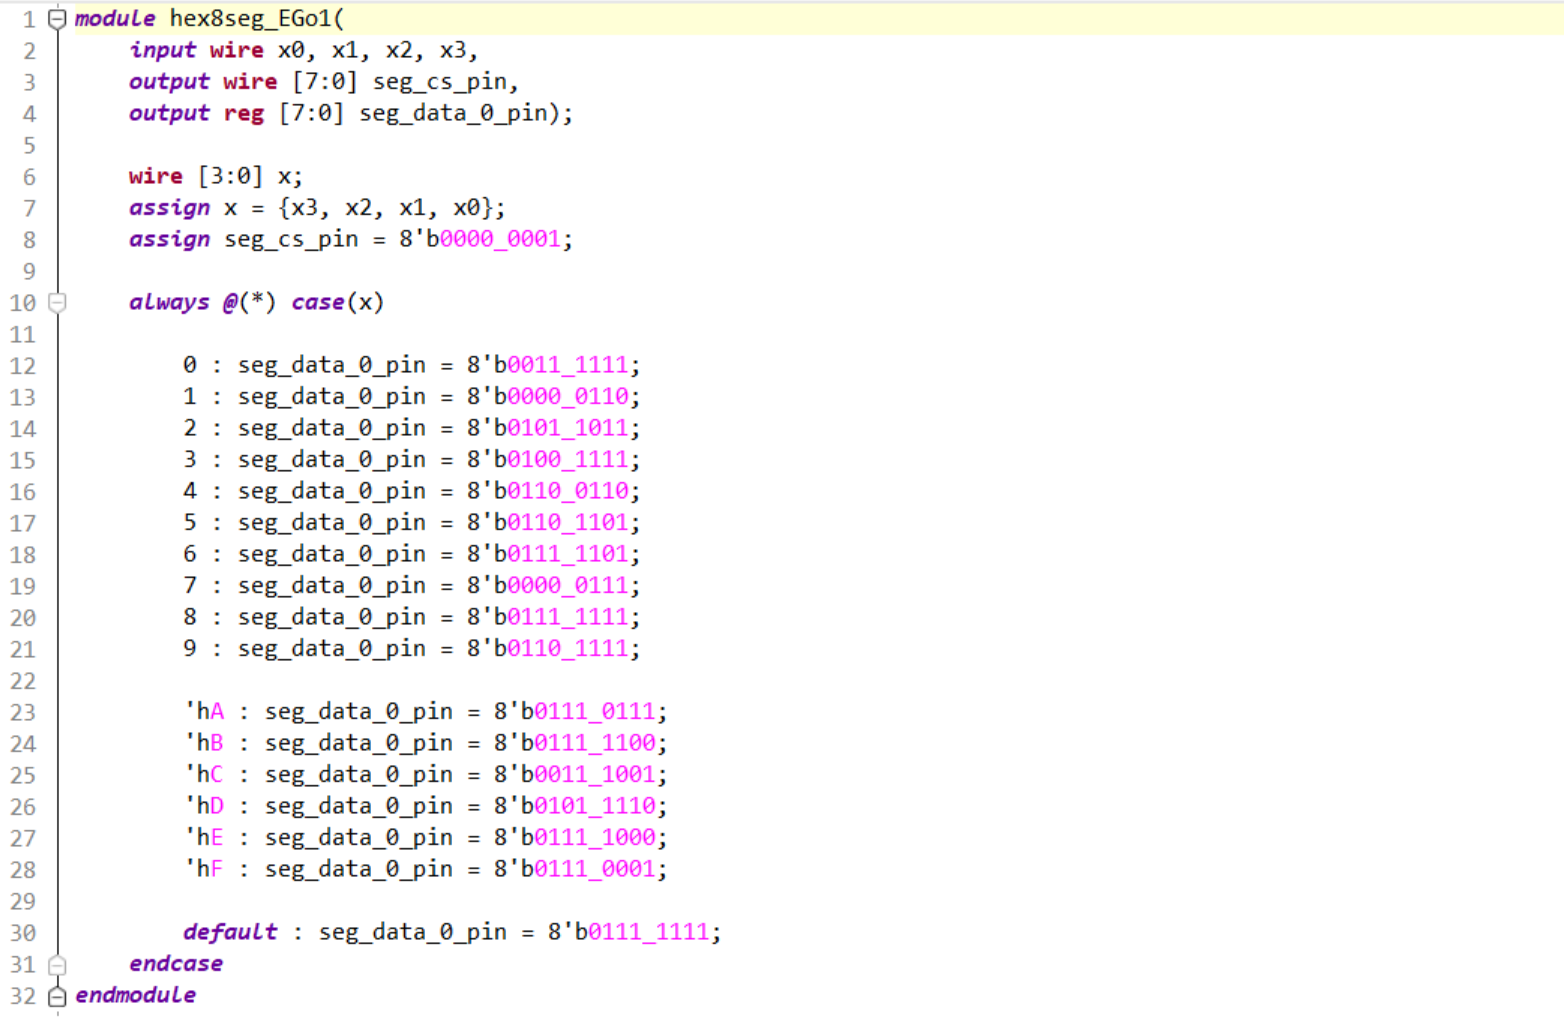 1 module hex8seg_EGo1(
2 input wire x0, x1, x2, x3,
3 output wire [7:0] seg_cs_pin,
4 output reg [7:0] seg_data_0_pin);
5
6 wire [3:0] x;
7 assign x = {x3, x2, x1, x0};
8 assign seg_cs_pin = 8'b0000_0001;
9
10 always @(*) case(x)
11
12 0 : seg_data_0_pin = 8'b0011_1111;
13 1 : seg_data_0_pin = 8'b0000_0110;
14 2 : seg_data_0_pin = 8'b0101_1011;
15 3 : seg_data_0_pin = 8'b0100_1111;
16 4 : seg_data_0_pin = 8'b0110_0110;
17 5 : seg_data_0_pin = 8'b0110_1101;
18 6 : seg_data_0_pin = 8'b0111_1101;
19 7 : seg_data_0_pin = 8'b0000_0111;
20 8 : seg_data_0_pin = 8'b0111_1111;
21 9 : seg_data_0_pin = 8'b0110_1111;
22
23 'hA : seg_data_0_pin = 8'b0111_0111;
24 'hB : seg_data_0_pin = 8'b0111_1100;
25 'hC : seg_data_0_pin = 8'b0011_1001;
26 'hD : seg_data_0_pin = 8'b0101_1110;
27 'hE : seg_data_0_pin = 8'b0111_1000;
28 'hF : seg_data_0_pin = 8'b0111_0001;
29
30 default : seg_data_0_pin = 8'b0111_1111;
31 endcase
32 endmodule